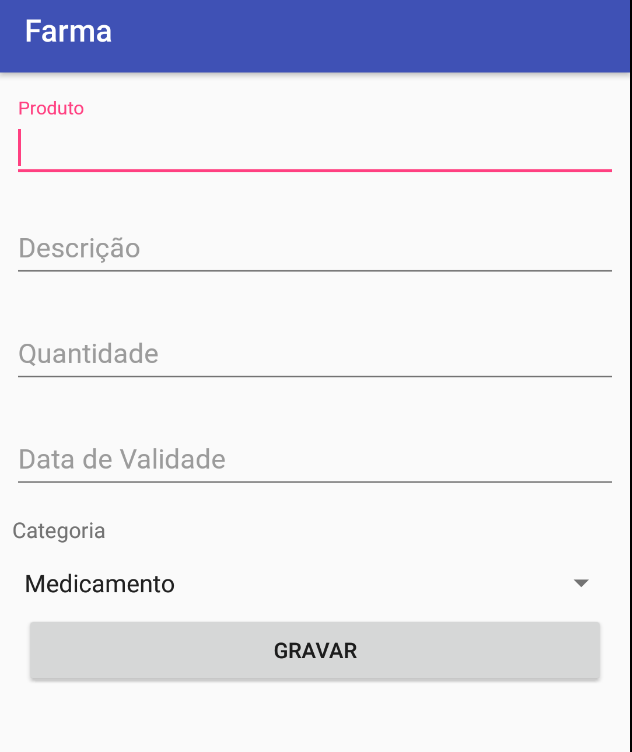 Farma
Produto
Descrição
Quantidade
Data de Validade
Categoria
Medicamento
GRAVAR